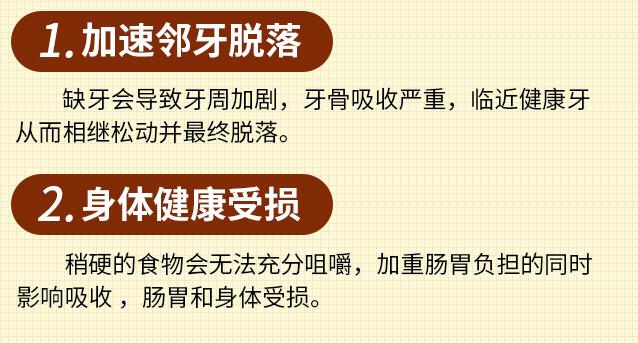 1.加速邻牙脱落
缺牙会导致牙周加剧，牙骨吸收严重，临近健康牙
从而相继松动并最终脱落。
2.身体健康受损
稍硬的食物会无法充分咀嚼，加重肠胃负担的同时
影响吸收，肠胃和身体受损。